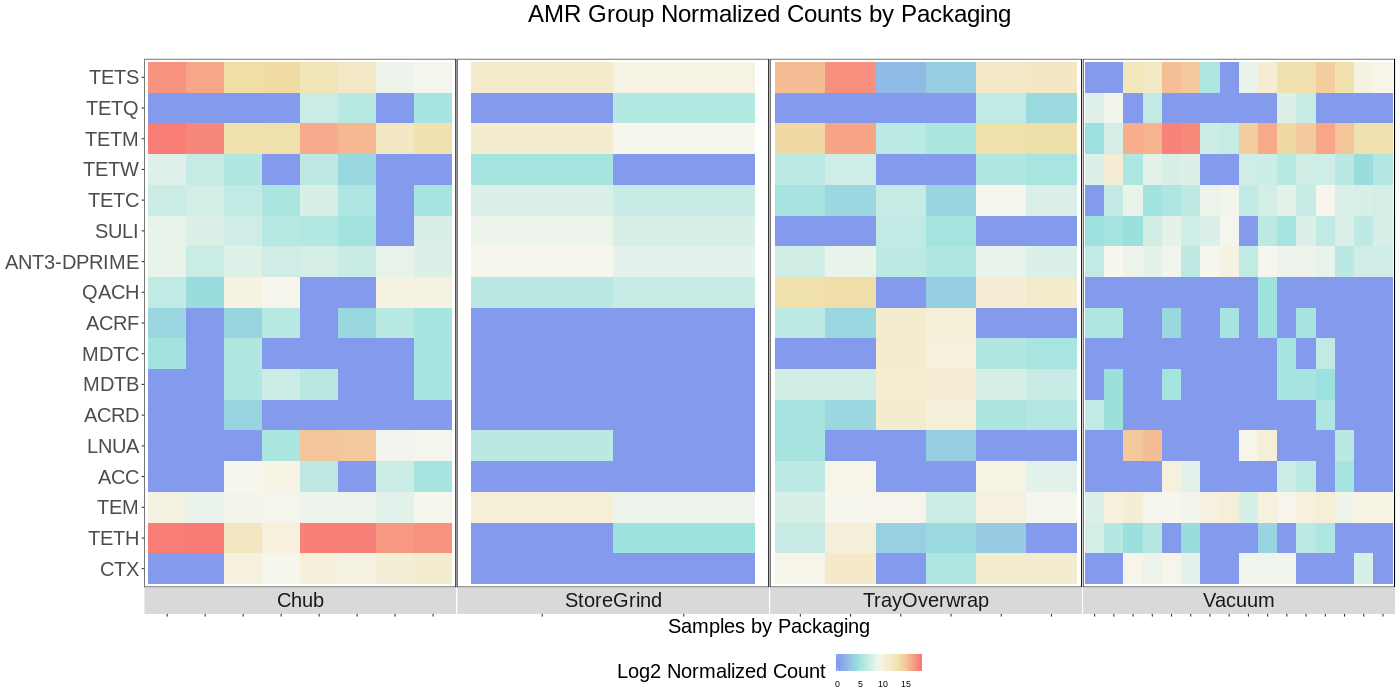 AMR Group Normalized Counts by Packaging
TETS
TETQ
TETM
TETW
TETC
SULI
ANT3-DPRIME
QACH
ACRF
MDTC
MDTB
ACRD
LNUA
ACC
TEM
TETH
CTX
Chub StoreGrind TrayOverwrap Vacuum
Samples by Packaging
Log2 Normalized Count
0 5 10 15